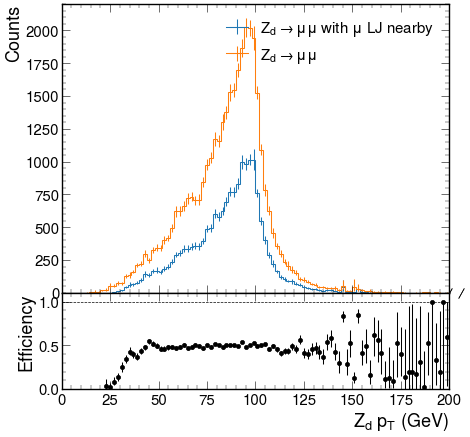 Counts
2000
1750
1500
1250
1000
750
500
250
0
Z_d → μ μ with μ LJ nearby
Z_d → μ μ
Efficiency
1.0
0.5
0.0
0 25 50 75 100 125 150 175 200
Z_d p_T (GeV)